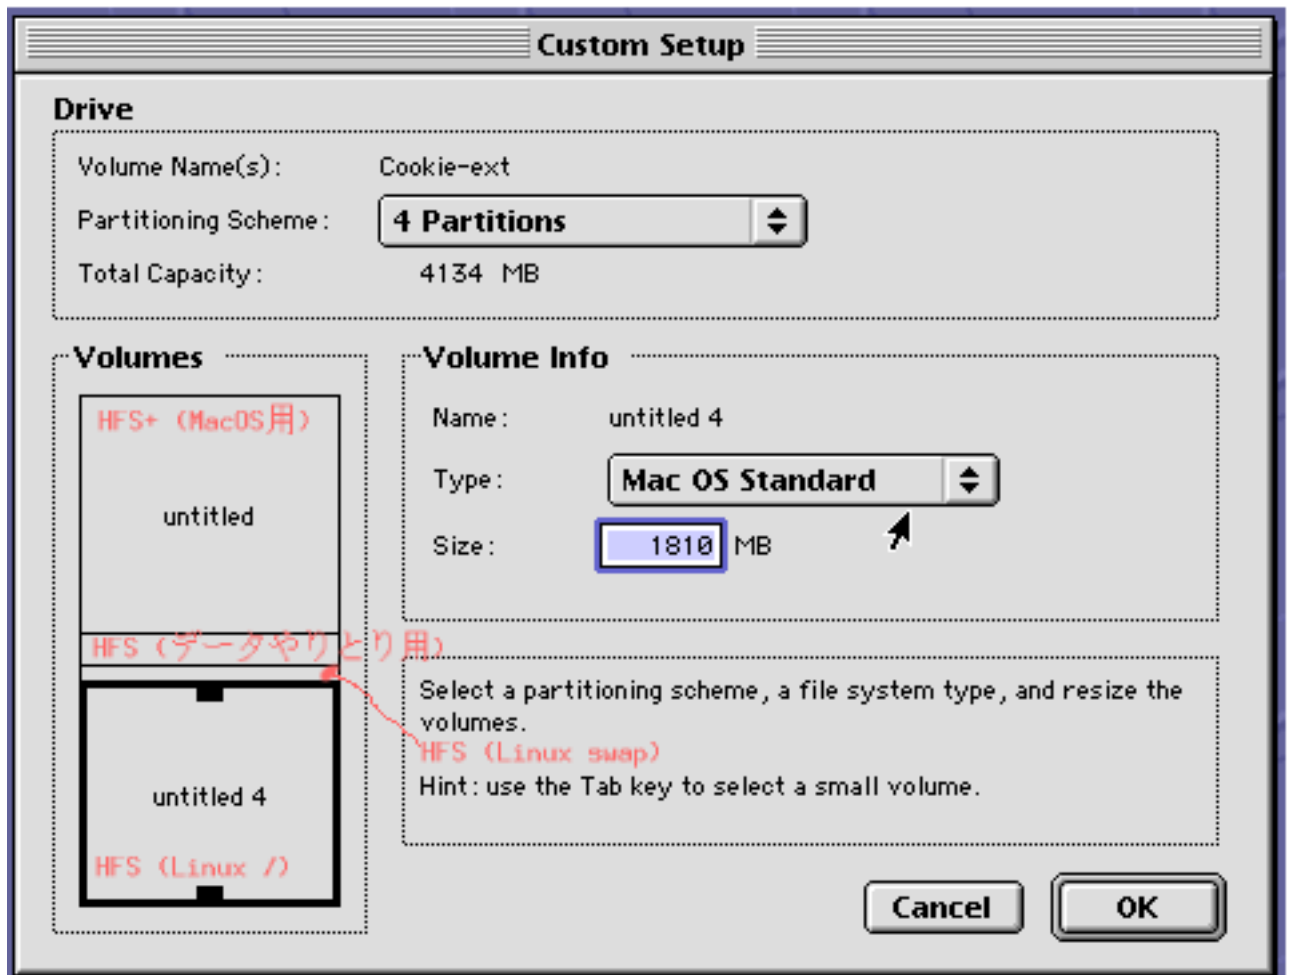 Custom Setup
Drive
Volume Name(s): Cookie-ext
Partitioning Scheme: 4 Partitions
Total Capacity: 4134 MB
Volumes
HFS+ (MacOS用)
untitled
HFS (データやりとり用)
untitled 4
HFS (Linux /)
Volume Info
Name: untitled 4
Type: Mac OS Standard
Size: 1810 MB
Select a partitioning scheme, a file system type, and resize the
volumes.
HFS (Linux swap)
Hint: use the Tab key to select a small volume.
Cancel OK